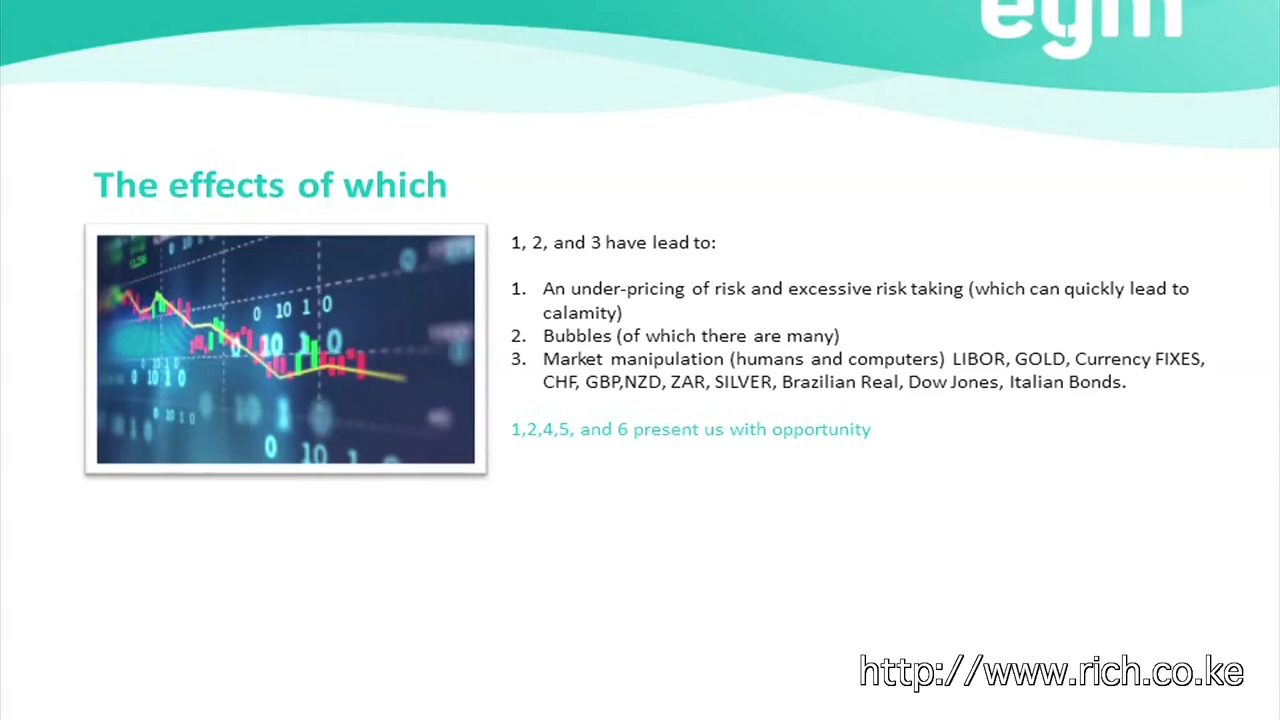 egm
The effects of which
1, 2, and 3 have lead to:
1. An under-pricing of risk and excessive risk taking (which can quickly lead to
calamity)
2. Bubbles (of which there are many)
3. Market manipulation (humans and computers) LIBOR, GOLD, Currency FIXES,
CHF, GBP,NZD, ZAR, SILVER, Brazilian Real, Dow Jones, Italian Bonds.
1,2,4,5, and 6 present us with opportunity
http://www.rich.co.ke